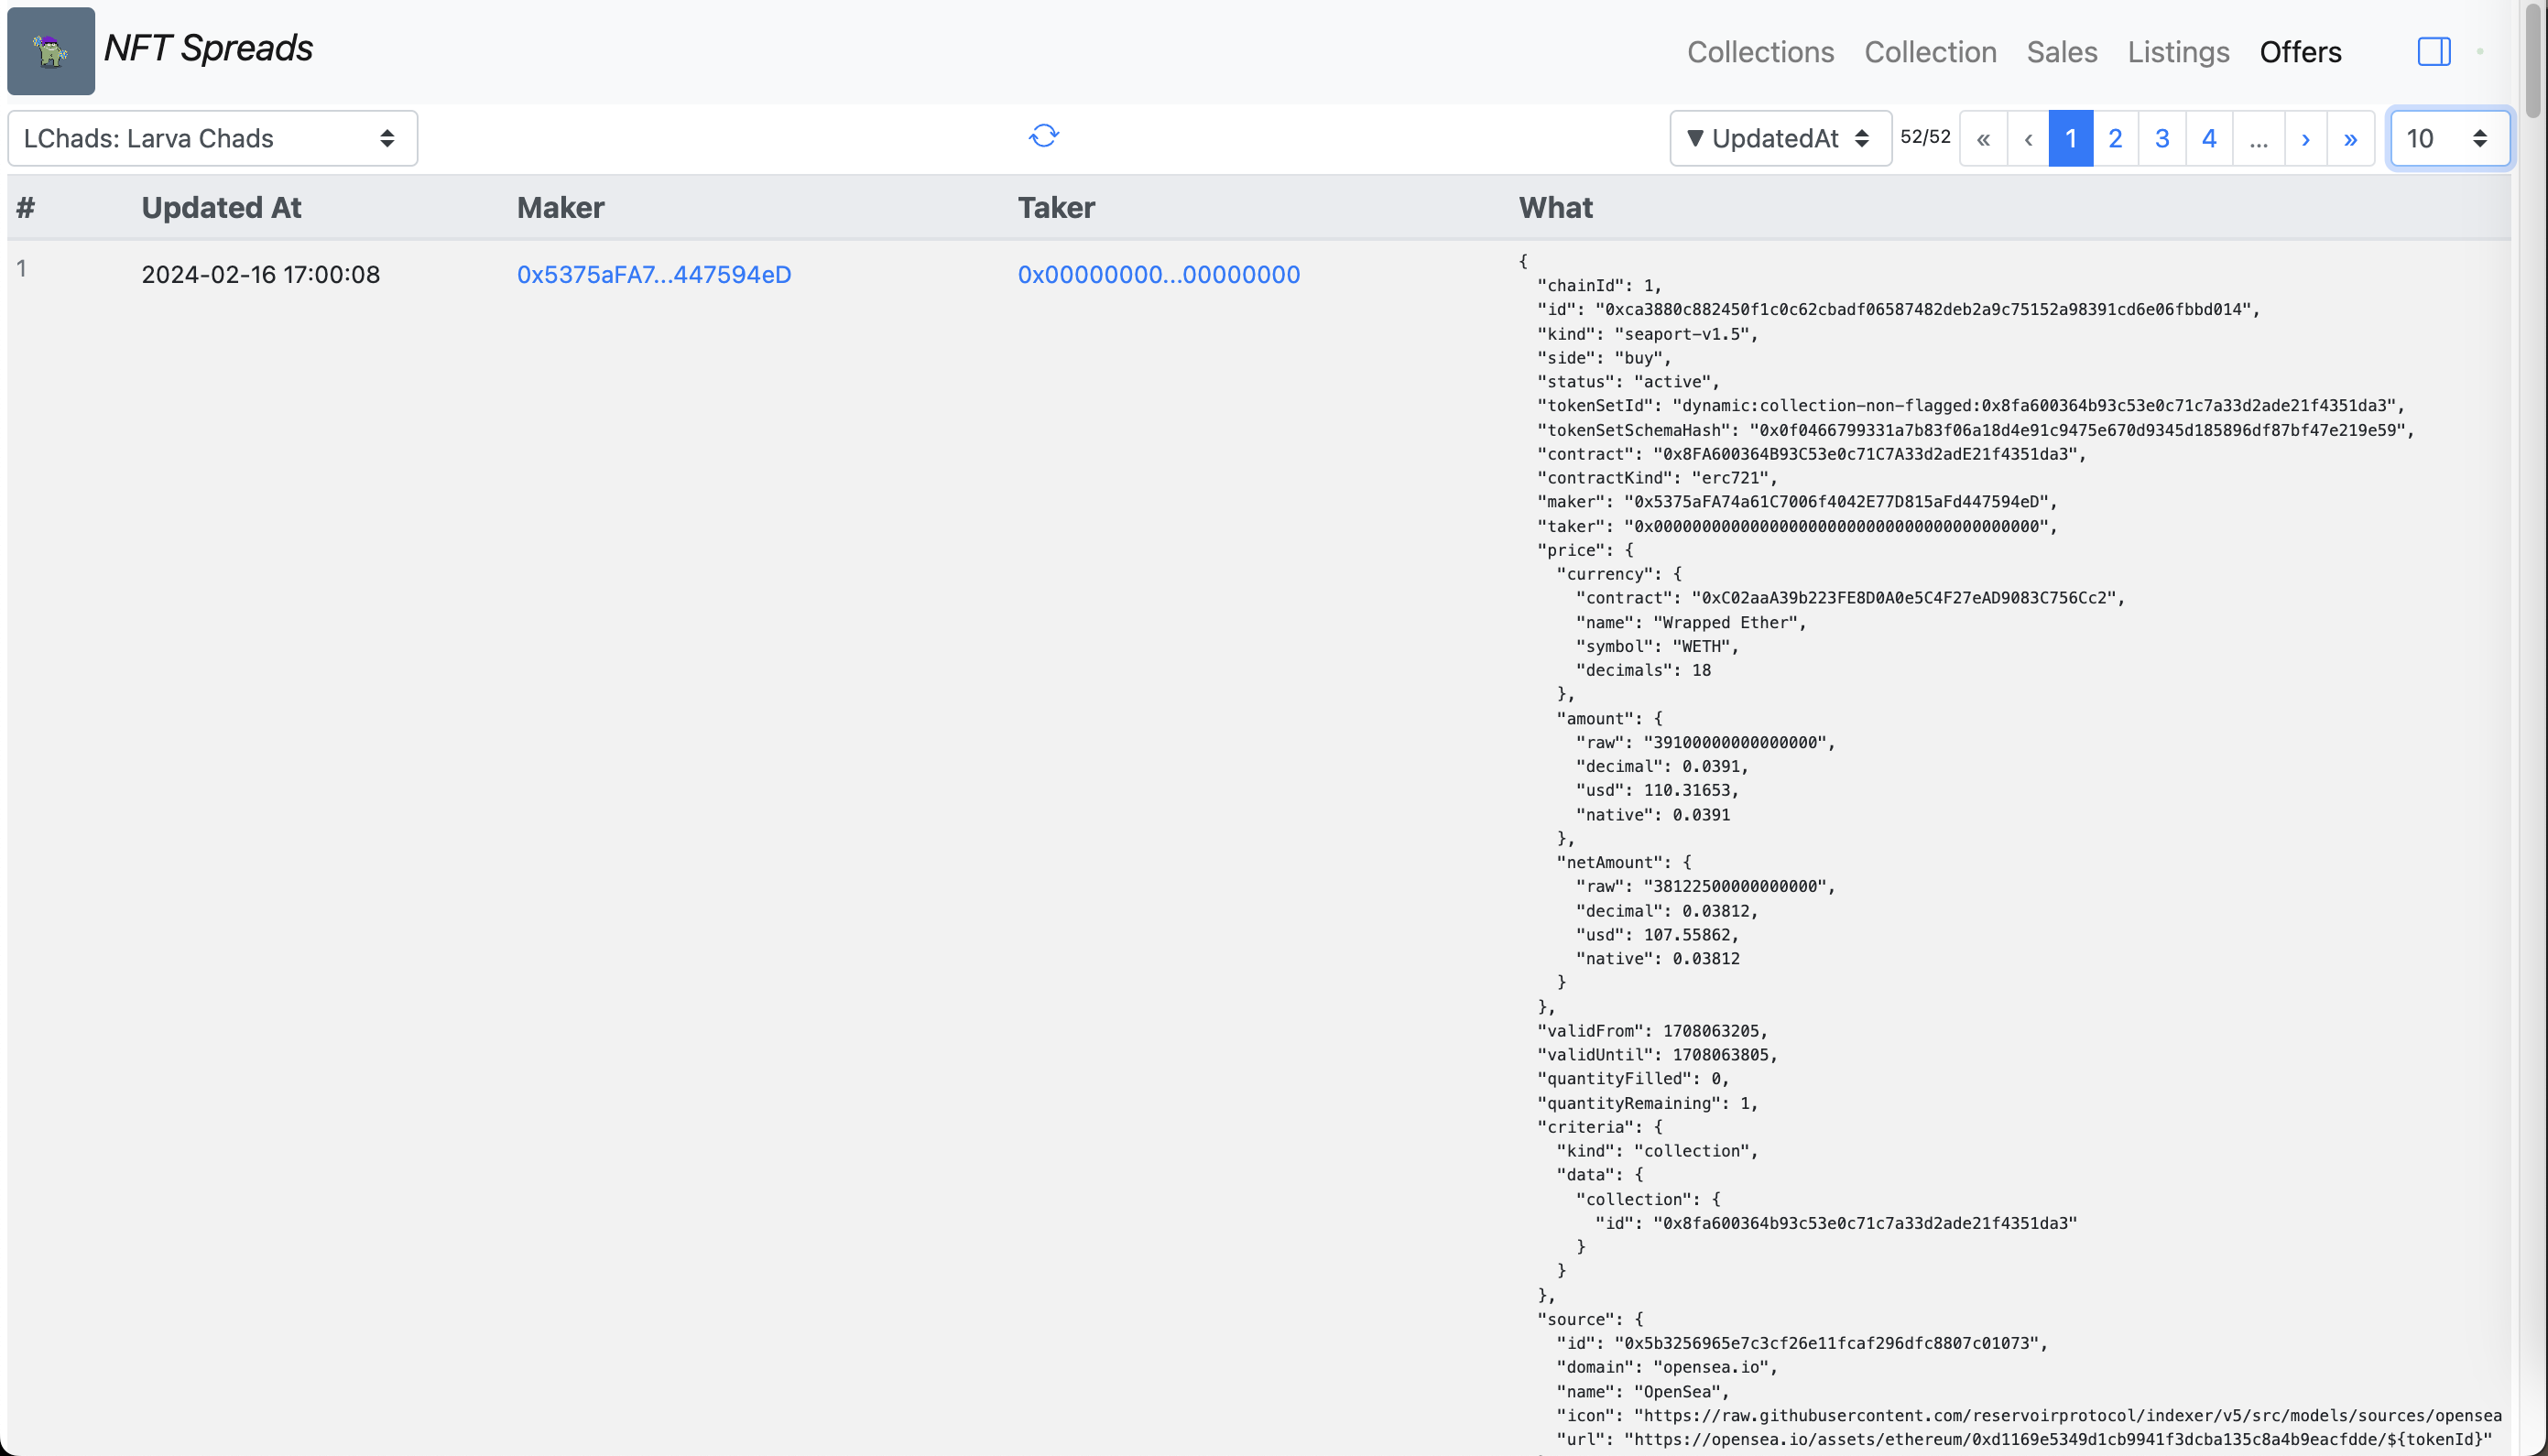 NFT Spreads
Collections Collection Sales Listings Offers
LChads: Larva Chads
▼ UpdatedAt 52/52 « ‹ 1 2 3 4 ... › » 10
# Updated At Maker Taker What
1 2024-02-16 17:00:08 0x5375aFA7...447594eD 0x00000000...00000000
{
"chainId": 1,
"id": "0xca3880c882450f1c0c62cbadf06587482deb2a9c75152a98391cd6e06fbbd014",
"kind": "seaport-v1.5",
"side": "buy",
"status": "active",
"tokenSetId": "dynamic:collection-non-flagged:0x8fa600364b93c53e0c71c7a33d2ade21f4351da3",
"tokenSetSchemaHash": "0x0f0466799331a7b83f06a18d4e91c9475e670d9345d185896df87bf47e219e59",
"contract": "0x8FA600364B93C53e0c71C7A33d2adE21f4351da3",
"contractKind": "erc721",
"maker": "0x5375aFA74a61C7006f4042E77D815aFd447594eD",
"taker": "0x0000000000000000000000000000000000000000",
"price": {
"currency": {
"contract": "0xC02aaA39b223FE8D0A0e5C4F27eAD9083C756Cc2",
"name": "Wrapped Ether",
"symbol": "WETH",
"decimals": 18
},
"amount": {
"raw": "39100000000000000",
"decimal": 0.0391,
"usd": 110.31653,
"native": 0.0391
},
"netAmount": {
"raw": "38122500000000000",
"decimal": 0.03812,
"usd": 107.55862,
"native": 0.03812
}
},
"validFrom": 1708063205,
"validUntil": 1708063805,
"quantityFilled": 0,
"quantityRemaining": 1,
"criteria": {
"kind": "collection",
"data": {
"collection": {
"id": "0x8fa600364b93c53e0c71c7a33d2ade21f4351da3"
}
}
},
"source": {
"id": "0x5b3256965e7c3cf26e11fcaf296dfc8807c01073",
"domain": "opensea.io",
"name": "OpenSea",
"icon": "https://raw.githubusercontent.com/reservoirprotocol/indexer/v5/src/models/sources/opensea
"url": "https://opensea.io/assets/ethereum/0xd1169e5349d1cb9941f3dcba135c8a4b9eacfdde/${tokenId}"